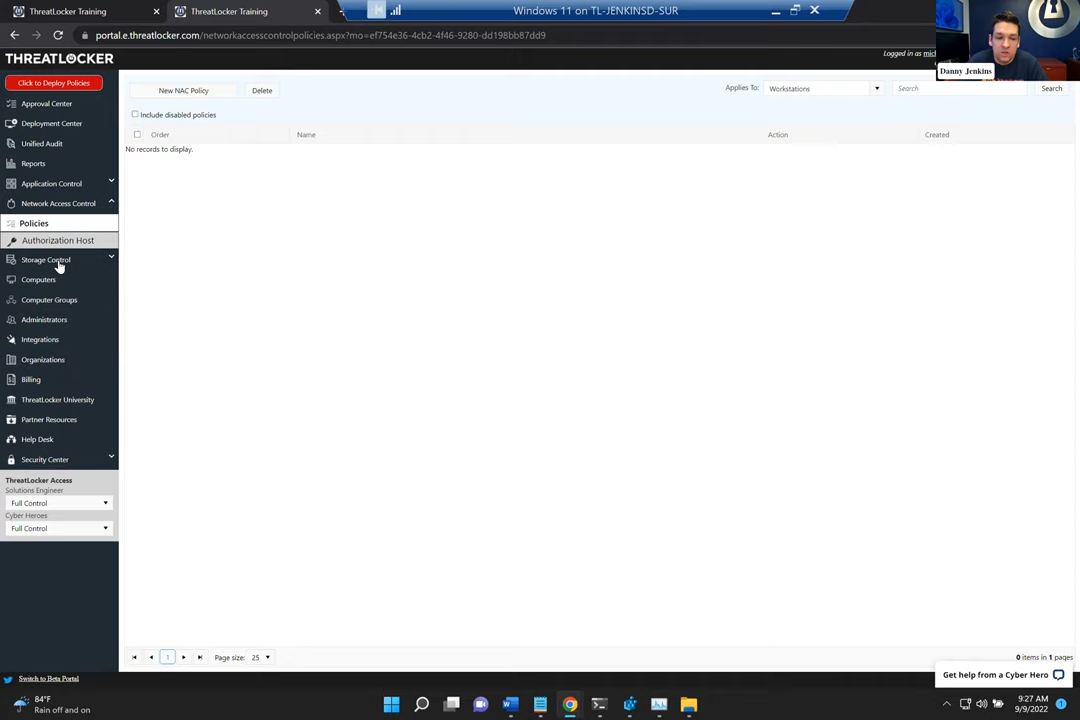 ThreatLocker Training
ThreatLocker Training
Windows 11 on TL-JENKINSD-SUR
portal.e.threatlocker.com/networkaccesscontrolpolicies.aspx?mo=ef754e36-4cb2-4f46-9280-dd198bb87dd9
THREATLOCKER
Logged in as
Danny Jenkins
Click to Deploy Policies
New NAC Policy
Delete
Applies To:
Workstations
Search
Search
Include disabled policies
Order
Name
Action
Created
No records to display.
Approval Center
Deployment Center
Unified Audit
Reports
Application Control
Network Access Control
Policies
Authorization Host
Storage Control
Computers
Computer Groups
Administrators
Integrations
Organizations
Billing
ThreatLocker University
Partner Resources
Help Desk
Security Center
ThreatLocker Access
Solutions Engineer
Full Control
Cyber Heroes
Full Control
1
Page size:
25
0 items in 1 pages
Get help from a Cyber Hero
Switch to Beta Portal
84°F
Rain off and on
9:27 AM
9/9/2022
1